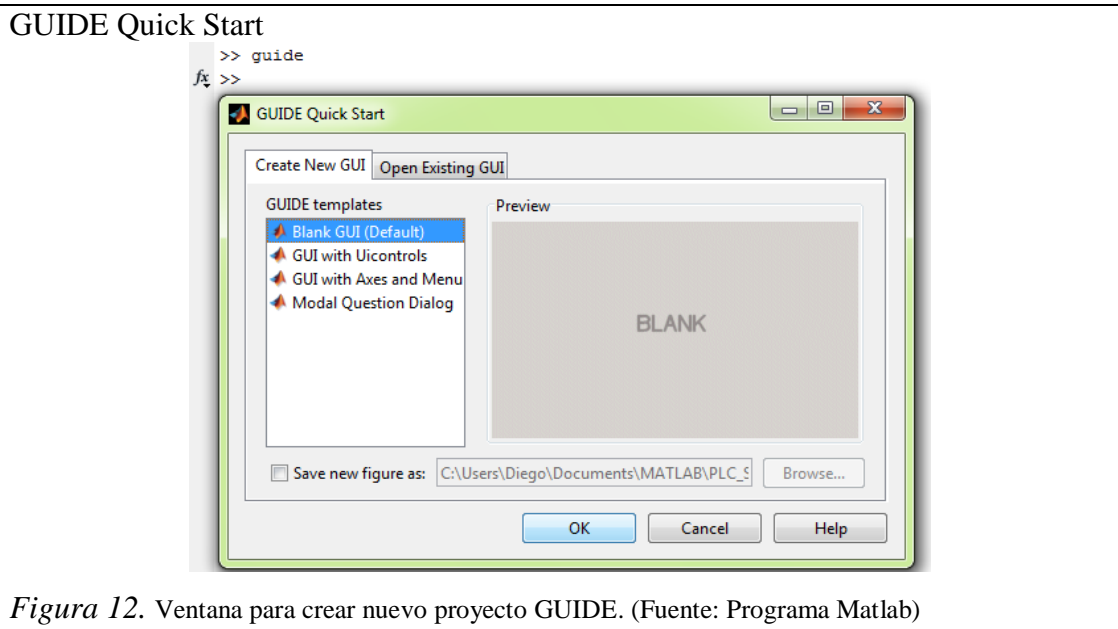 GUIDE Quick Start
>> guide
fx >>
GUIDE Quick Start
Create New GUI Open Existing GUI
GUIDE templates
Preview
Blank GUI (Default)
GUI with Uicontrols
GUI with Axes and Menu
Modal Question Dialog
BLANK
Save new figure as: C:\Users\Diego\Documents\MATLAB\PLC_S Browse...
OK Cancel Help
Figura 12. Ventana para crear nuevo proyecto GUIDE. (Fuente: Programa Matlab)